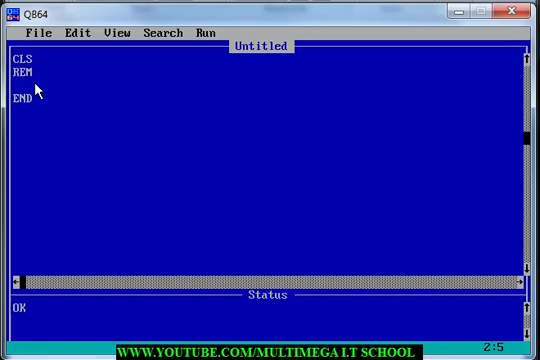 QB64
File Edit View Search Run
Untitled
CLS
REM
END
Status
OK
WWW.YOUTUBE.COM/MULTIMEGA I.T SCHOOL
2:5